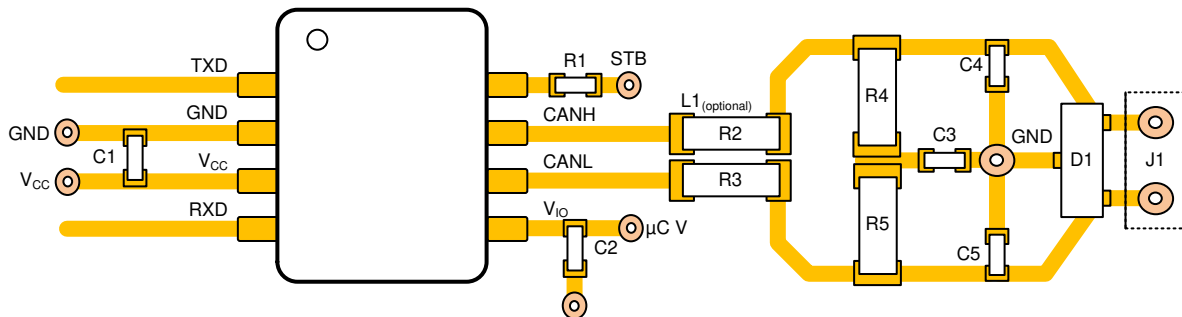 TXD
R1
STB
C4
R4
L1(optional)
GND
CANH
GND
R2
C3
GND
C1
D1
J1
VCC
VCC
CANL
R3
RXD
VIO
µC V
C2
R5
C5